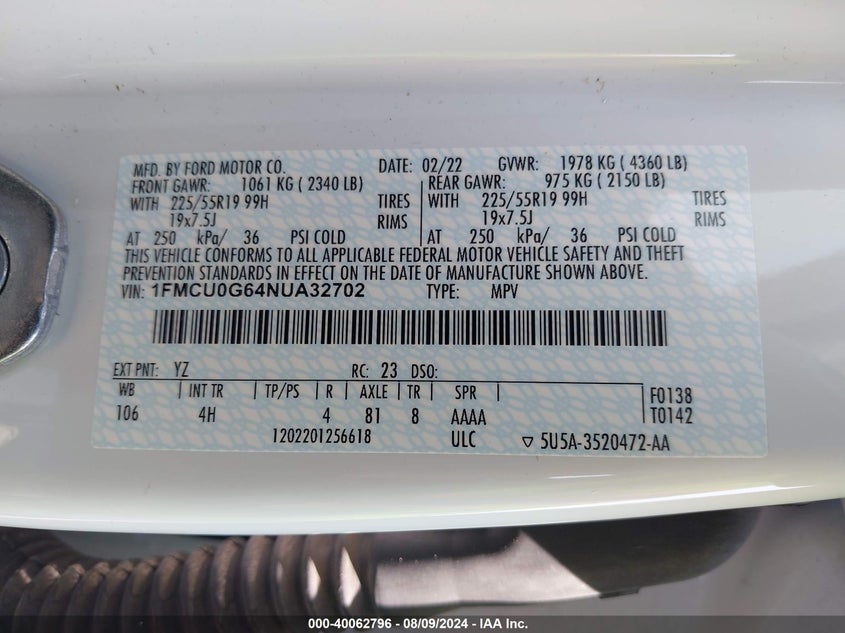 MFD. BY FORD MOTOR CO. DATE: 02/22 GVWR: 1978 KG ( 4360 LB)
FRONT GAWR: 1061 KG ( 2340 LB) REAR GAWR: 975 KG ( 2150 LB)
WITH 225/55R19 99H TIRES WITH 225/55R19 99H TIRES
19x7.5J RIMS 19x7.5J RIMS
AT 250 kPa/ 36 PSI COLD AT 250 kPa/ 36 PSI COLD
THIS VEHICLE CONFORMS TO ALL APPLICABLE FEDERAL MOTOR VEHICLE SAFETY AND THEFT
PREVENTION STANDARDS IN EFFECT ON THE DATE OF MANUFACTURE SHOWN ABOVE.
VIN: 1FMCU0G64NUA32702 TYPE: MPV
EXT PNT: YZ RC: 23 DSO:
WB INT TR TP/PS R AXLE TR SPR F0138
106 4H 4 81 8 AAAA T0142
1202201256618 ULC ▽ 5U5A-3520472-AA
000-40062796 - 08/09/2024 - IAA Inc.